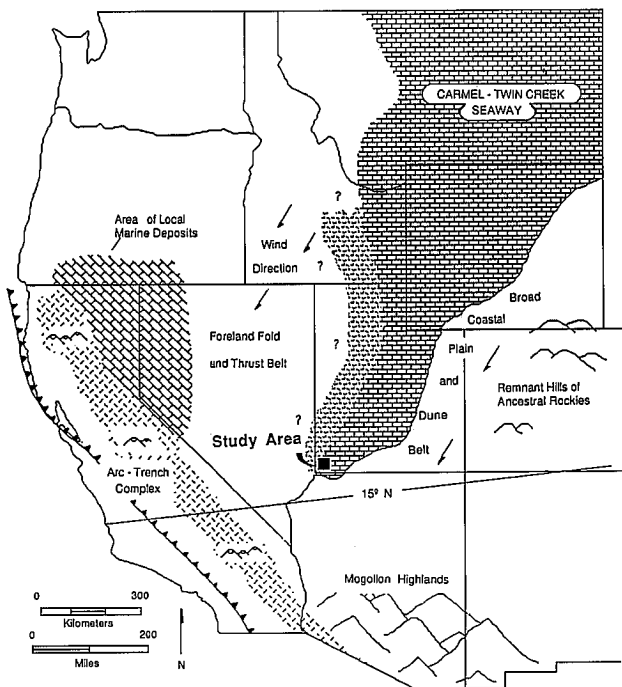 CARMEL - TWIN CREEK
SEAWAY
Area of Local
Marine Deposits
?
Wind
Direction
?
Broad
Coastal
Plain
and
Dune
Belt
Foreland Fold
and Thrust Belt
?
Remnant Hills of
Ancestral Rockies
?
Study Area
Arc - Trench
Complex
15º N
Mogollon Highlands
0 300
Kilometers
0 200
Miles
N